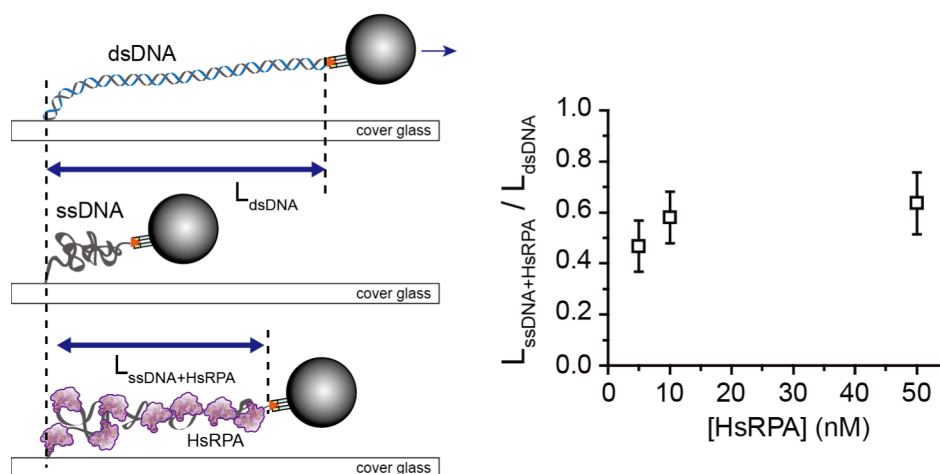 dsDNA
cover glass
L_dsDNA
ssDNA
cover glass
L_ssDNA+HsRPA
HsRPA
cover glass
L_ssDNA+HsRPA / L_dsDNA
1.0
0.8
0.6
0.4
0.2
0.0
0 10 20 30 40 50
[HsRPA] (nM)